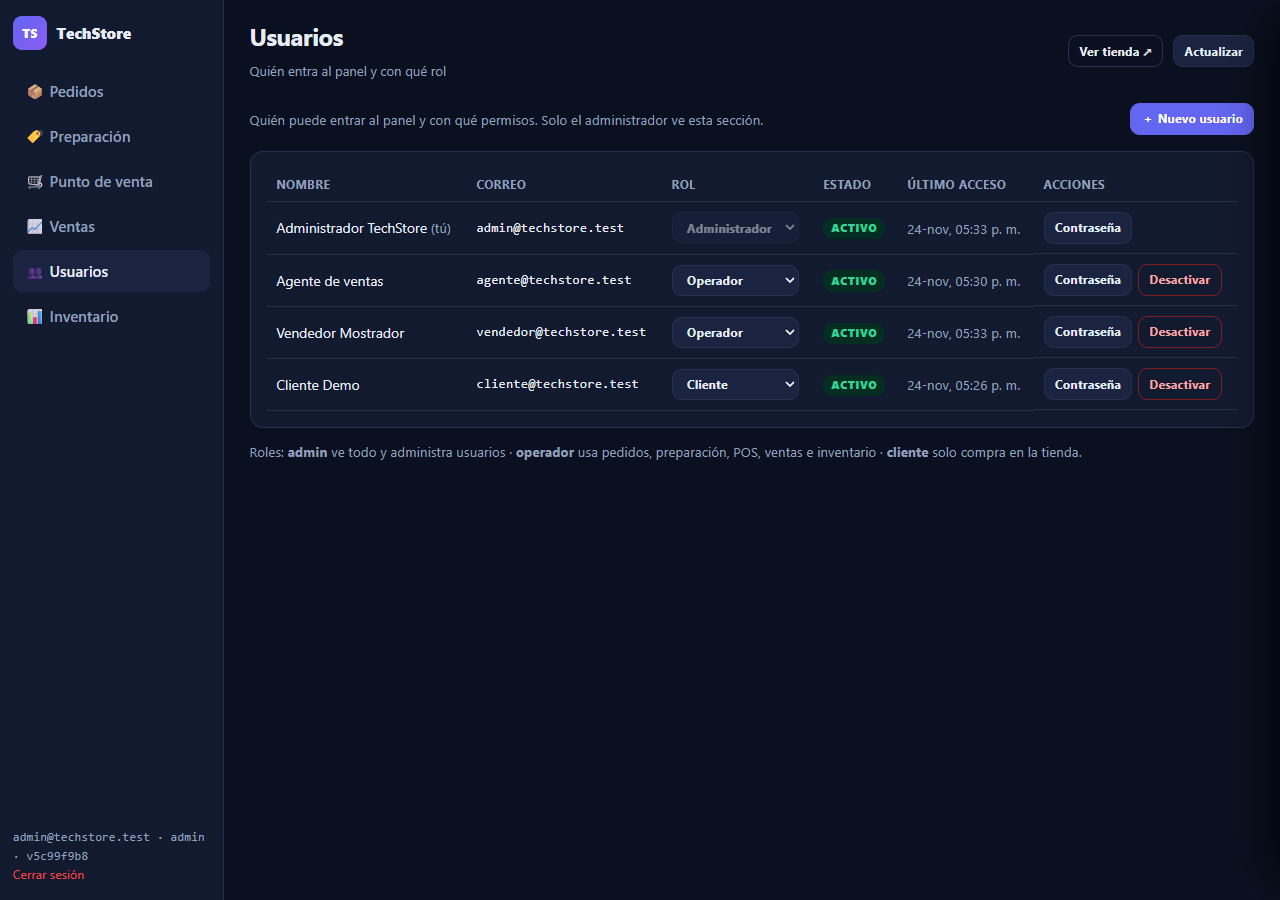 TS TechStore
Pedidos
Preparación
Punto de venta
Ventas
Usuarios
Inventario
admin@techstore.test · admin
· v5c99f9b8
Cerrar sesión
Usuarios
Quién entra al panel y con qué rol
Ver tienda ↗ Actualizar
Quién puede entrar al panel y con qué permisos. Solo el administrador ve esta sección.
+ Nuevo usuario
NOMBRE CORREO ROL ESTADO ÚLTIMO ACCESO ACCIONES
Administrador TechStore (tú) admin@techstore.test Administrador ACTIVO 24-nov, 05:33 p. m. Contraseña
Agente de ventas agente@techstore.test Operador ACTIVO 24-nov, 05:30 p. m. Contraseña Desactivar
Vendedor Mostrador vendedor@techstore.test Operador ACTIVO 24-nov, 05:33 p. m. Contraseña Desactivar
Cliente Demo cliente@techstore.test Cliente ACTIVO 24-nov, 05:26 p. m. Contraseña Desactivar
Roles: admin ve todo y administra usuarios · operador usa pedidos, preparación, POS, ventas e inventario · cliente solo compra en la tienda.